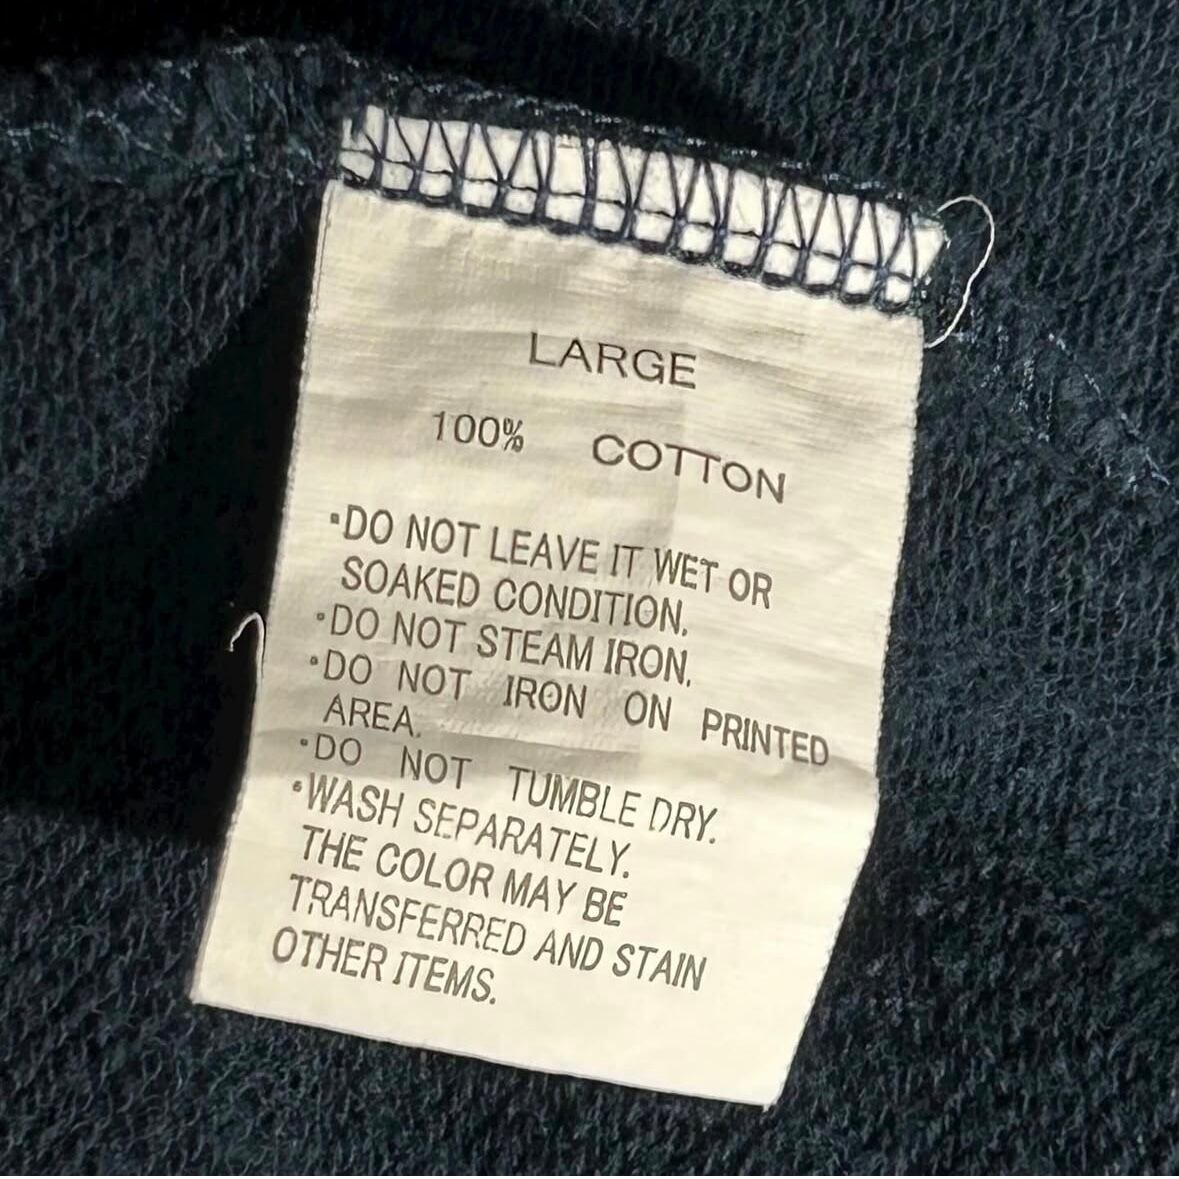 LARGE
100% COTTON
·DO NOT LEAVE IT WET OR
SOAKED CONDITION.
·DO NOT STEAM IRON.
·DO NOT IRON ON PRINTED
AREA.
·DO NOT TUMBLE DRY.
·WASH SEPARATELY.
THE COLOR MAY BE
TRANSFERRED AND STAIN
OTHER ITEMS.